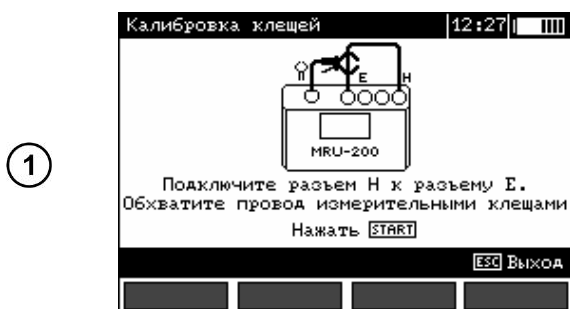 Калибровка клещей 12:27
E H
MRU-200
1
Подключите разъем H к разъему E.
Обхватите провод измерительными клещами
Нажать START
ESC Выход